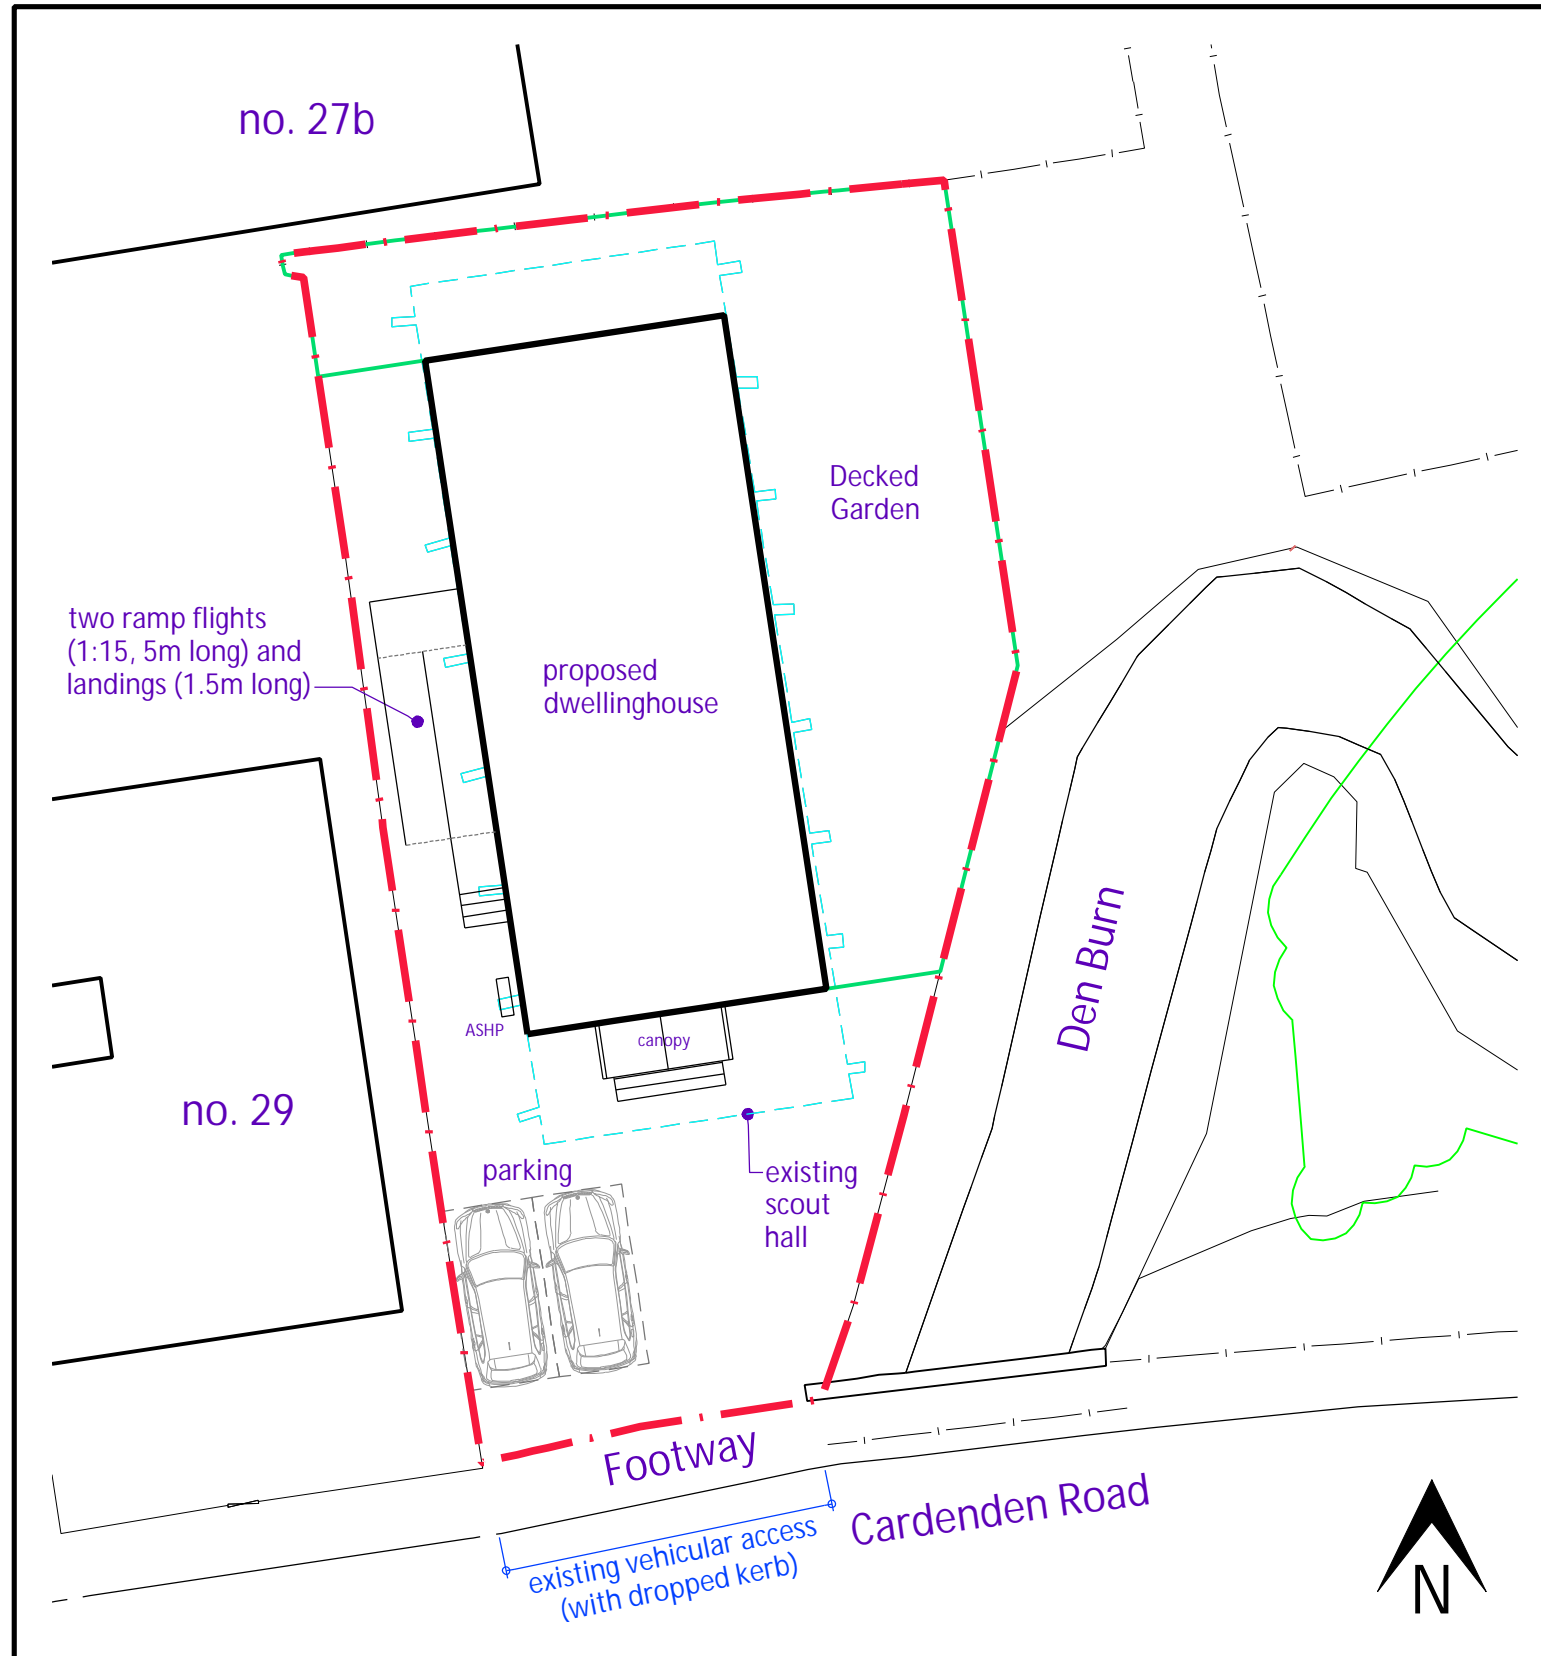 no. 27b
Decked
Garden
two ramp flights
(1:15, 5m long) and
landings (1.5m long)
proposed
dwellinghouse
Den Burn
ASHP
canopy
no. 29
parking
existing
scout
hall
Footway
Cardenden Road
existing vehicular access
(with dropped kerb)
N